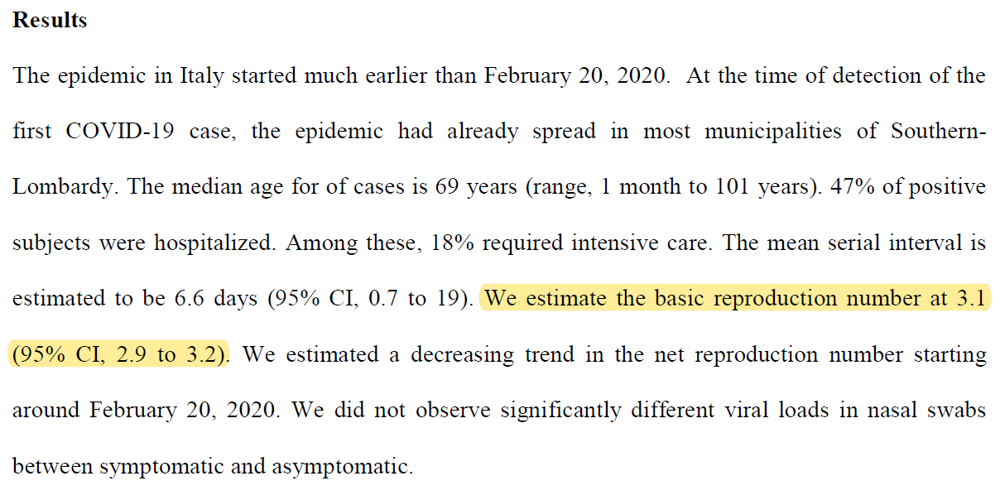 Results
The epidemic in Italy started much earlier than February 20, 2020. At the time of detection of the
first COVID-19 case, the epidemic had already spread in most municipalities of Southern-
Lombardy. The median age for of cases is 69 years (range, 1 month to 101 years). 47% of positive
subjects were hospitalized. Among these, 18% required intensive care. The mean serial interval is
estimated to be 6.6 days (95% CI, 0.7 to 19). We estimate the basic reproduction number at 3.1
(95% CI, 2.9 to 3.2). We estimated a decreasing trend in the net reproduction number starting
around February 20, 2020. We did not observe significantly different viral loads in nasal swabs
between symptomatic and asymptomatic.